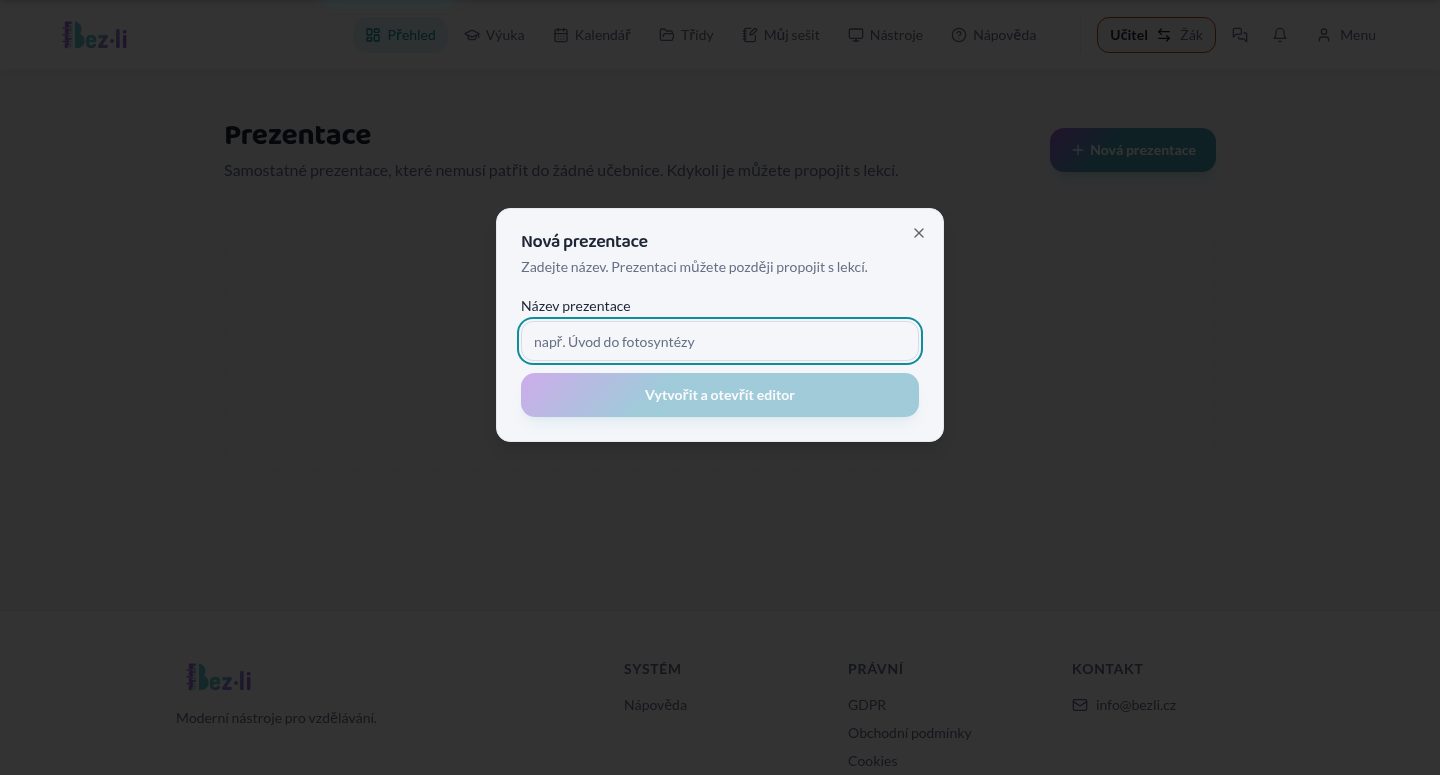 Bez·li
Přehled
Výuka
Kalendář
Třídy
Můj sešit
Nástroje
Nápověda
Učitel
Žák
Menu
Prezentace
Samostatné prezentace, které nemusí patřit do žádné učebnice. Kdykoli je můžete propojit s lekcí.
Nová prezentace
Nová prezentace
Zadejte název. Prezentaci můžete později propojit s lekcí.
Název prezentace
např. Úvod do fotosyntézy
Vytvořit a otevřít editor
Bez·li
Moderní nástroje pro vzdělávání.
SYSTÉM
Nápověda
PRÁVNÍ
GDPR
Obchodní podmínky
Cookies
KONTAKT
info@bezli.cz